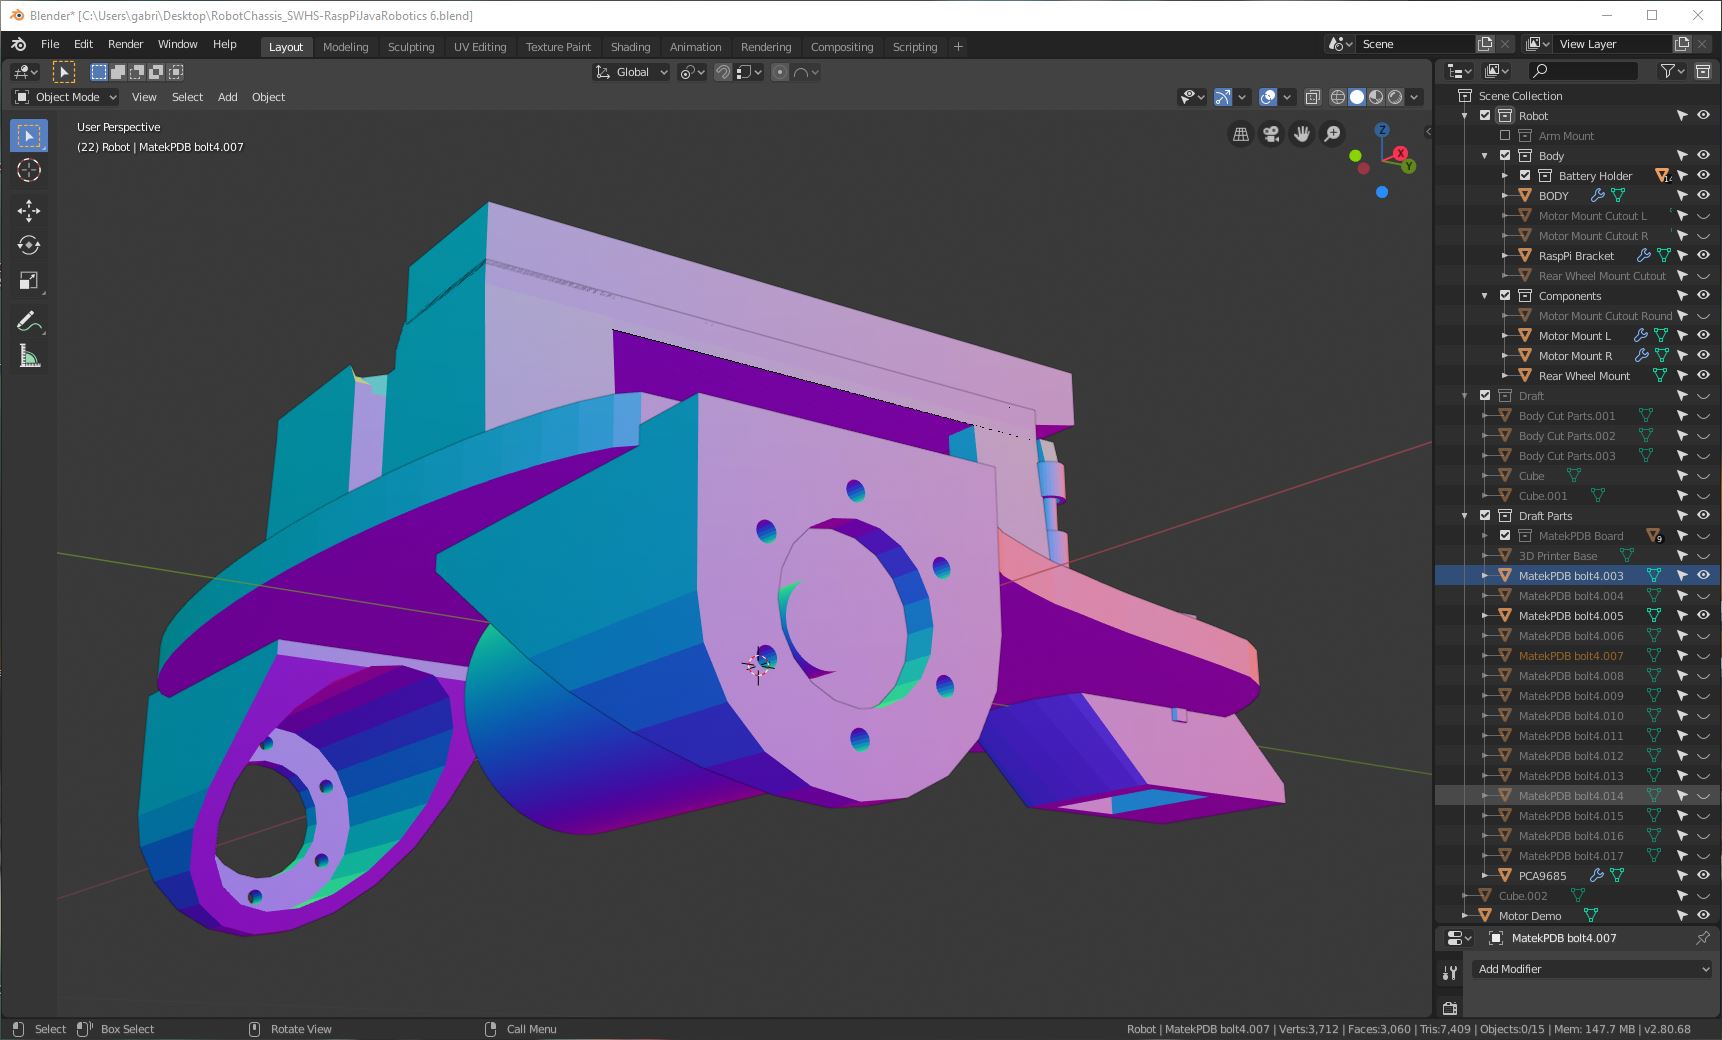 Blender* [C:\Users\gabri\Desktop\RobotChassis_SWHS-RaspPiJavaRobotics 6.blend]
File Edit Render Window Help Layout Modeling Sculpting UV Editing Texture Paint Shading Animation Rendering Compositing Scripting + Scene View Layer
Global
Object Mode View Select Add Object
User Perspective
(22) Robot | MatekPDB bolt4.007
Z
X
Y
Scene Collection
Robot
Arm Mount
Body
Battery Holder 14
BODY
Motor Mount Cutout L
Motor Mount Cutout R
RaspPi Bracket
Rear Wheel Mount Cutout
Components
Motor Mount Cutout Round
Motor Mount L
Motor Mount R
Rear Wheel Mount
Draft
Body Cut Parts.001
Body Cut Parts.002
Body Cut Parts.003
Cube
Cube.001
Draft Parts
MatekPDB Board 9
3D Printer Base
MatekPDB bolt4.003
MatekPDB bolt4.004
MatekPDB bolt4.005
MatekPDB bolt4.006
MatekPDB bolt4.007
MatekPDB bolt4.008
MatekPDB bolt4.009
MatekPDB bolt4.010
MatekPDB bolt4.011
MatekPDB bolt4.012
MatekPDB bolt4.013
MatekPDB bolt4.014
MatekPDB bolt4.015
MatekPDB bolt4.016
MatekPDB bolt4.017
PCA9685
Cube.002
Motor Demo
MatekPDB bolt4.007
Add Modifier
Select Box Select Rotate View Call Menu Robot | MatekPDB bolt4.007 | Verts:3,712 | Faces:3,060 | Tris:7,409 | Objects:0/15 | Mem: 147.7 MB | v2.80.68